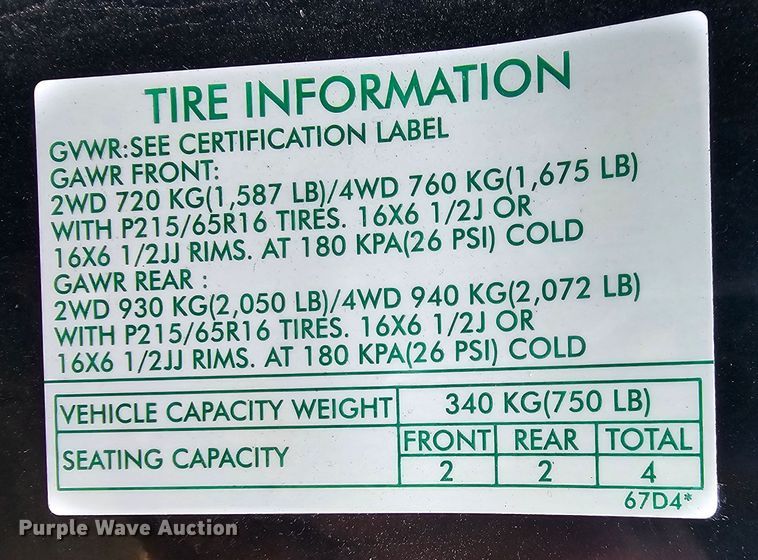 TIRE INFORMATION
GVWR:SEE CERTIFICATION LABEL
GAWR FRONT:
2WD 720 KG(1,587 LB)/4WD 760 KG(1,675 LB)
WITH P215/65R16 TIRES. 16X6 1/2J OR
16X6 1/2JJ RIMS. AT 180 KPA(26 PSI) COLD
GAWR REAR :
2WD 930 KG(2,050 LB)/4WD 940 KG(2,072 LB)
WITH P215/65R16 TIRES. 16X6 1/2J OR
16X6 1/2JJ RIMS. AT 180 KPA(26 PSI) COLD
VEHICLE CAPACITY WEIGHT 340 KG(750 LB)
SEATING CAPACITY
FRONT REAR TOTAL
2 2 4
67D4*
Purple Wave Auction